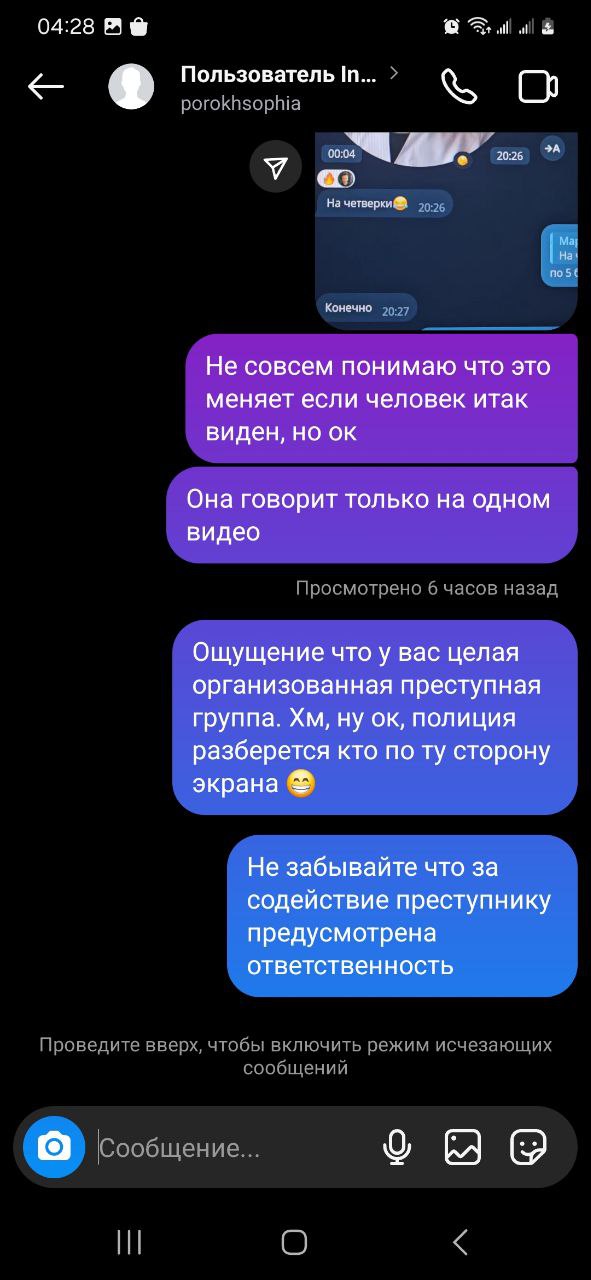 04:28
Пользователь In...
porokhsophia
00:04
20:26
→A
На четверки😂 20:26
Мар
На ч
по 5 б
Конечно 20:27
Не совсем понимаю что это
меняет если человек итак
виден, но ок
Она говорит только на одном
видео
Просмотрено 6 часов назад
Ощущение что у вас целая
организованная преступная
группа. Хм, ну ок, полиция
разберется кто по ту сторону
экрана 😁
Не забывайте что за
содействие преступнику
предусмотрена
ответственность
Проведите вверх, чтобы включить режим исчезающих
сообщений
Сообщение...